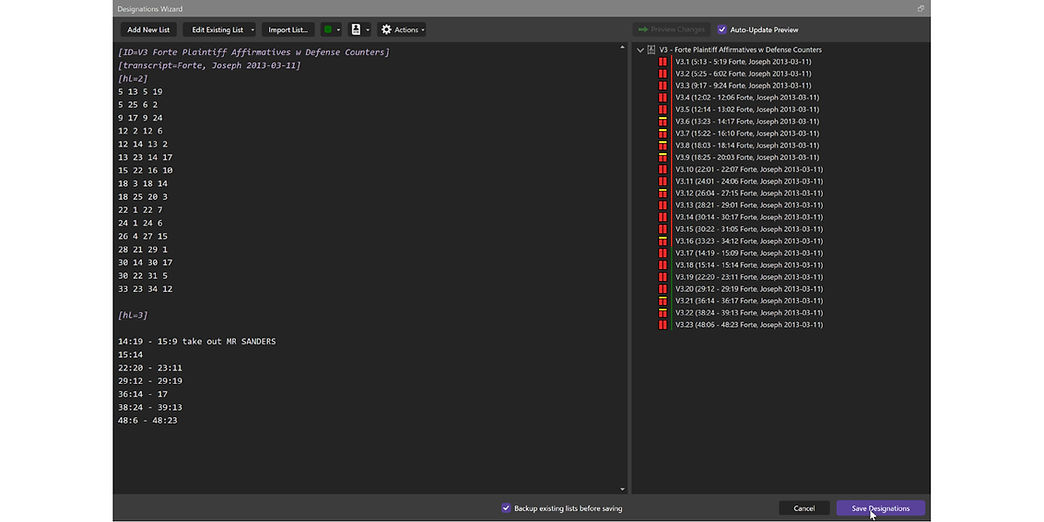 Designations Wizard
Add New List
Edit Existing List
Import List...
Actions
Preview Changes
Auto-Update Preview
[ID=V3 Forte Plaintiff Affirmatives w Defense Counters]
[transcript=Forte, Joseph 2013-03-11]
[hl=2]
5 13 5 19
5 25 6 2
9 17 9 24
12 2 12 6
12 14 13 2
13 23 14 17
15 22 16 10
18 3 18 14
18 25 20 3
22 1 22 7
24 1 24 6
26 4 27 15
28 21 29 1
30 14 30 17
30 22 31 5
33 23 34 12
[hl=3]
14:19 - 15:9 take out MR SANDERS
15:14
22:20 - 23:11
29:12 - 29:19
36:14 - 17
38:24 - 39:13
48:6 - 48:23
V3 - Forte Plaintiff Affirmatives w Defense Counters
V3.1 (5:13 - 5:19 Forte, Joseph 2013-03-11)
V3.2 (5:25 - 6:02 Forte, Joseph 2013-03-11)
V3.3 (9:17 - 9:24 Forte, Joseph 2013-03-11)
V3.4 (12:02 - 12:06 Forte, Joseph 2013-03-11)
V3.5 (12:14 - 13:02 Forte, Joseph 2013-03-11)
V3.6 (13:23 - 14:17 Forte, Joseph 2013-03-11)
V3.7 (15:22 - 16:10 Forte, Joseph 2013-03-11)
V3.8 (18:03 - 18:14 Forte, Joseph 2013-03-11)
V3.9 (18:25 - 20:03 Forte, Joseph 2013-03-11)
V3.10 (22:01 - 22:07 Forte, Joseph 2013-03-11)
V3.11 (24:01 - 24:06 Forte, Joseph 2013-03-11)
V3.12 (26:04 - 27:15 Forte, Joseph 2013-03-11)
V3.13 (28:21 - 29:01 Forte, Joseph 2013-03-11)
V3.14 (30:14 - 30:17 Forte, Joseph 2013-03-11)
V3.15 (30:22 - 31:05 Forte, Joseph 2013-03-11)
V3.16 (33:23 - 34:12 Forte, Joseph 2013-03-11)
V3.17 (14:19 - 15:09 Forte, Joseph 2013-03-11)
V3.18 (15:14 - 15:14 Forte, Joseph 2013-03-11)
V3.19 (22:20 - 23:11 Forte, Joseph 2013-03-11)
V3.20 (29:12 - 29:19 Forte, Joseph 2013-03-11)
V3.21 (36:14 - 36:17 Forte, Joseph 2013-03-11)
V3.22 (38:24 - 39:13 Forte, Joseph 2013-03-11)
V3.23 (48:06 - 48:23 Forte, Joseph 2013-03-11)
Backup existing lists before saving
Cancel
Save Designations